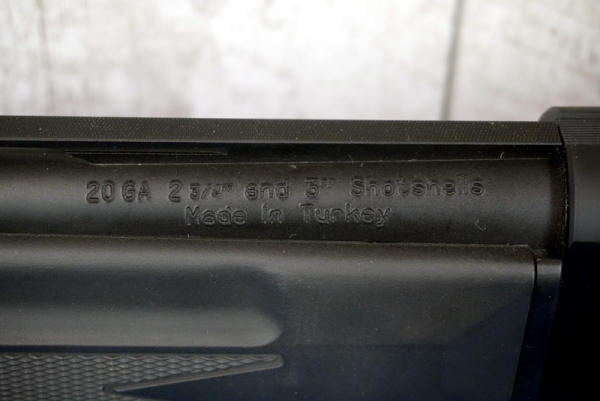 20 GA 2 3/4" and 3" Shotshells
Made in Turkey